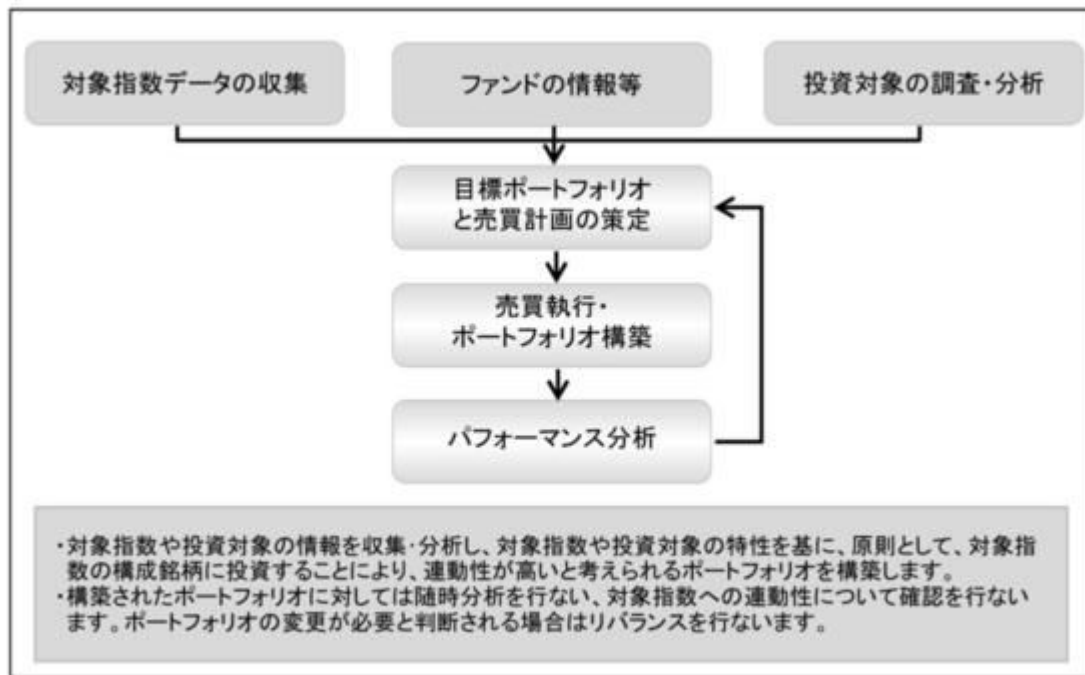 対象指数データの収集
ファンドの情報等
投資対象の調査・分析
目標ポートフォリオ
と売買計画の策定
売買執行・
ポートフォリオ構築
パフォーマンス分析
・対象指数や投資対象の情報を収集・分析し、対象指数や投資対象の特性を基に、原則として、対象指
数の構成銘柄に投資することにより、連動性が高いと考えられるポートフォリオを構築します。
・構築されたポートフォリオに対しては随時分析を行ない、対象指数への連動性について確認を行ない
ます。ポートフォリオの変更が必要と判断される場合はリバランスを行ないます。